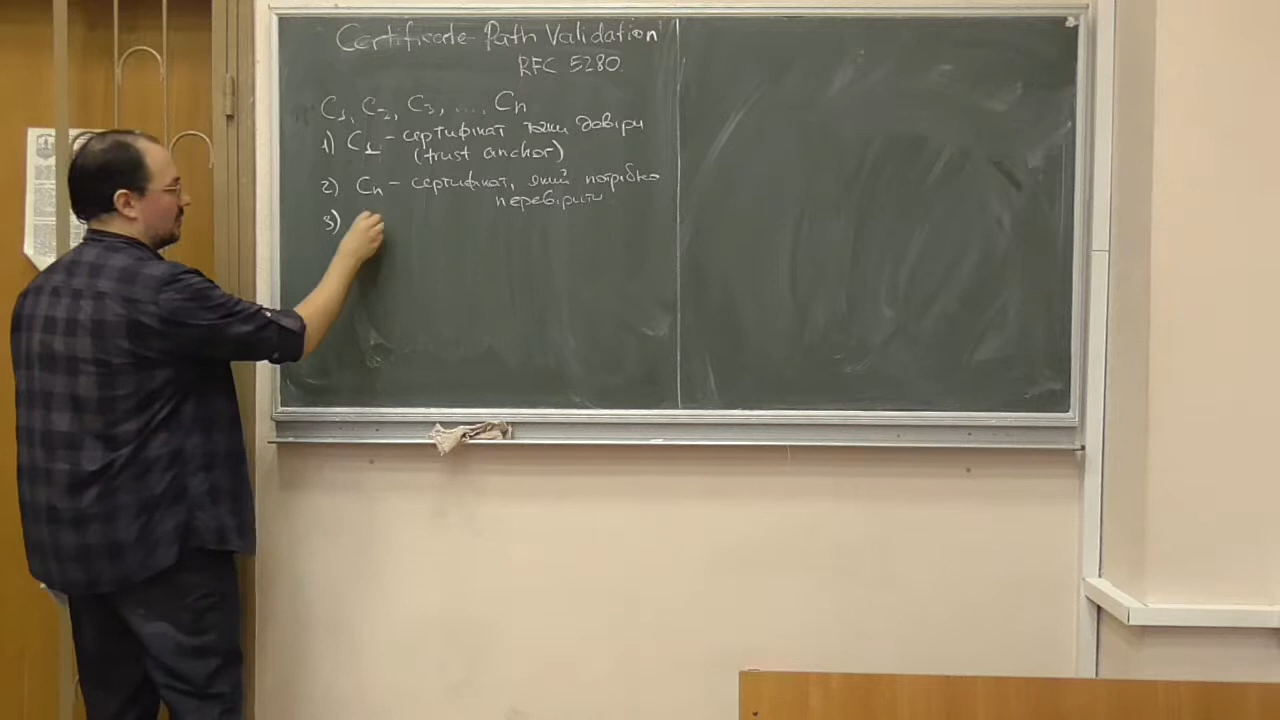 Certificate Path Validation
RFC 5280.
C1, C2, C3, ..., Cn
1) C1 - сертифікат точки довіри
(trust anchor)
2) Cn - сертифікат, який потрібно
перевірити
3)